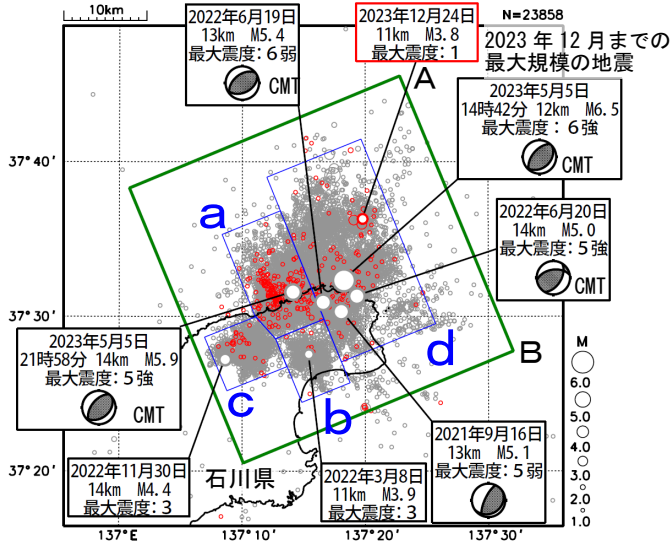 10km
N=23858
2022年6月19日
13km M5.4
最大震度:6弱
CMT
2023年12月24日
11km M3.8
最大震度:1
2023年12月までの
最大規模の地震
A
2023年5月5日
14時42分 12km M6.5
最大震度:6強
CMT
37°40'
2022年6月20日
14km M5.0
最大震度:5強
CMT
a
37°30'
d
B
2023年5月5日
21時58分 14km M5.9
最大震度:5強
CMT
c
b
M
6.0
5.0
4.0
3.0
2.0
1.0
37°20'
石川県
2022年11月30日
14km M4.4
最大震度:3
2022年3月8日
11km M3.9
最大震度:3
2021年9月16日
13km M5.1
最大震度:5弱
137°E
137°10'
137°20'
137°30'